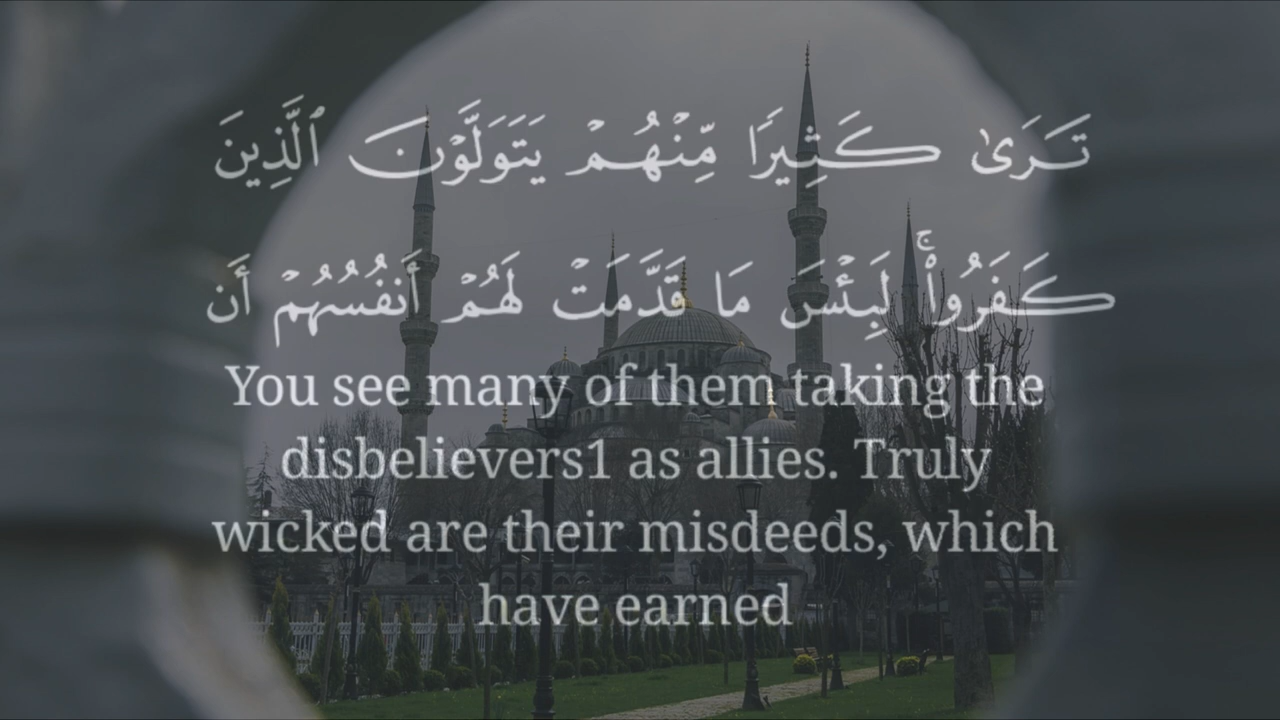 تَرَىٰ كَثِيرًا مِّنْهُمْ يَتَوَلَّوْنَ ٱلَّذِينَ
كَفَرُوا۟ۚ لَبِئْسَ مَا قَدَّمَتْ لَهُمْ أَنفُسُهُمْ أَن
You see many of them taking the
disbelievers1 as allies. Truly
wicked are their misdeeds, which
have earned